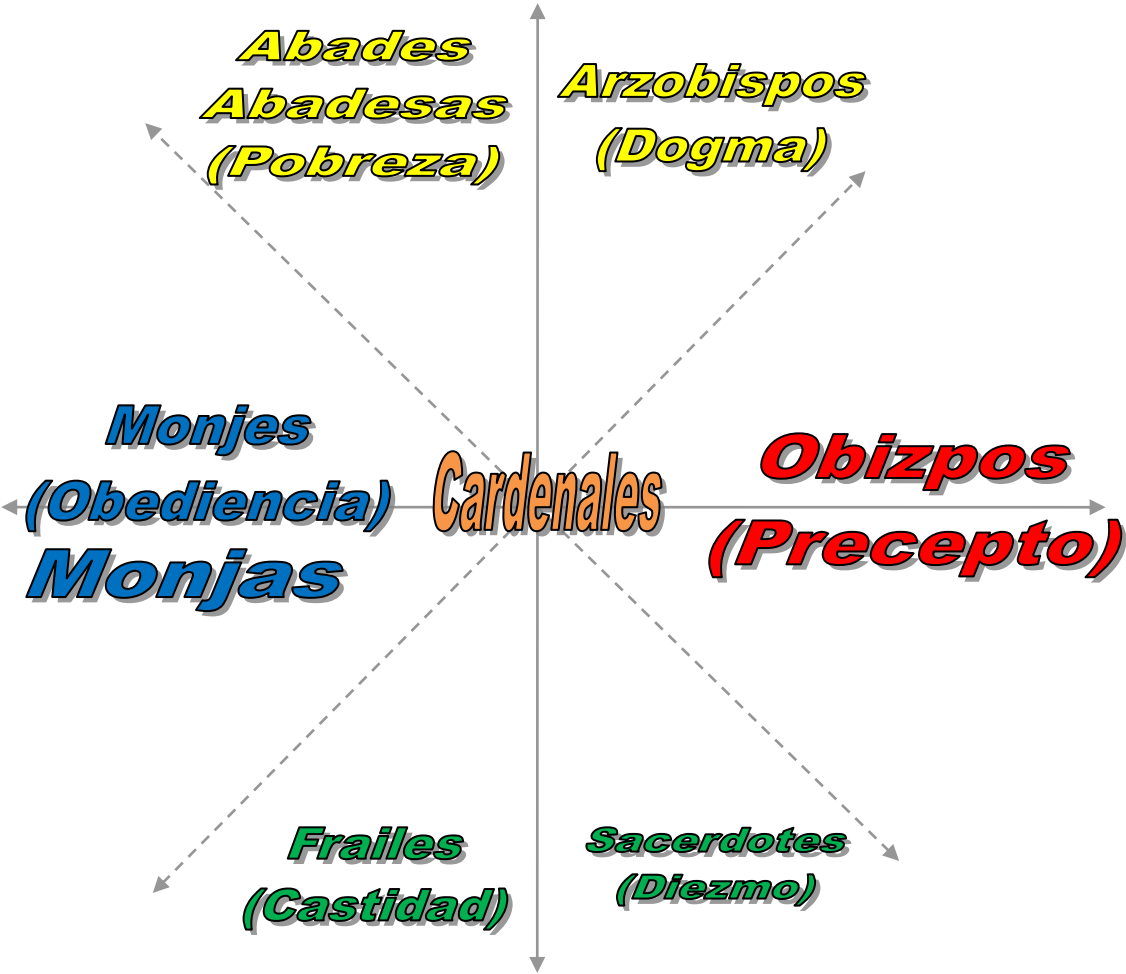 Abades
Abadesas
(Pobreza)
Arzobispos
(Dogma)
Monjes
(Obediencia)
Monjas
Cardenales
Obizpos
(Precepto)
Frailes
(Castidad)
Sacerdotes
(Diezmo)